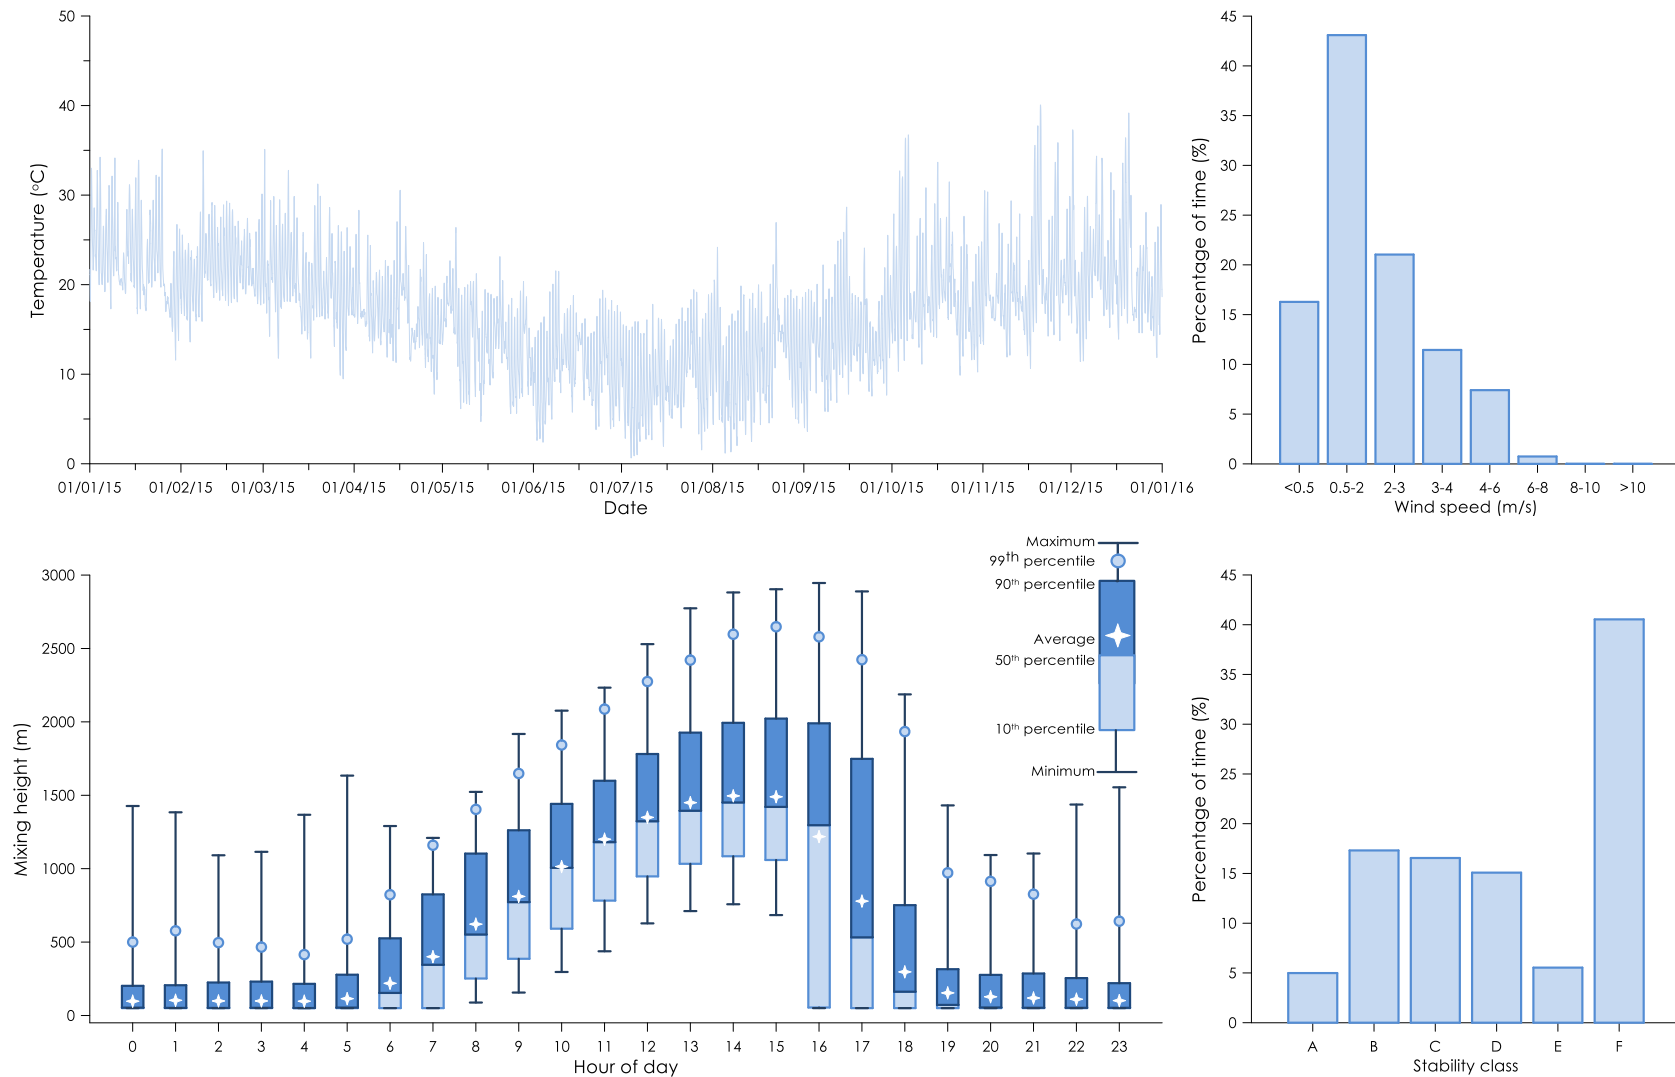 50
40
30
20
10
0
Temperature (°C)
01/01/15 01/02/15 01/03/15 01/04/15 01/05/15 01/06/15 01/07/15 01/08/15 01/09/15 01/10/15 01/11/15 01/12/15 01/01/16
Date
45
40
35
30
25
20
15
10
5
0
Percentage of time (%)
<0.5 0.5-2 2-3 3-4 4-6 6-8 8-10 >10
Wind speed (m/s)
3000
2500
2000
1500
1000
500
0
Mixing height (m)
0 1 2 3 4 5 6 7 8 9 10 11 12 13 14 15 16 17 18 19 20 21 22 23
Hour of day
Maximum
99th percentile
90th percentile
Average
50th percentile
10th percentile
Minimum
45
40
35
30
25
20
15
10
5
0
Percentage of time (%)
A B C D E F
Stability class